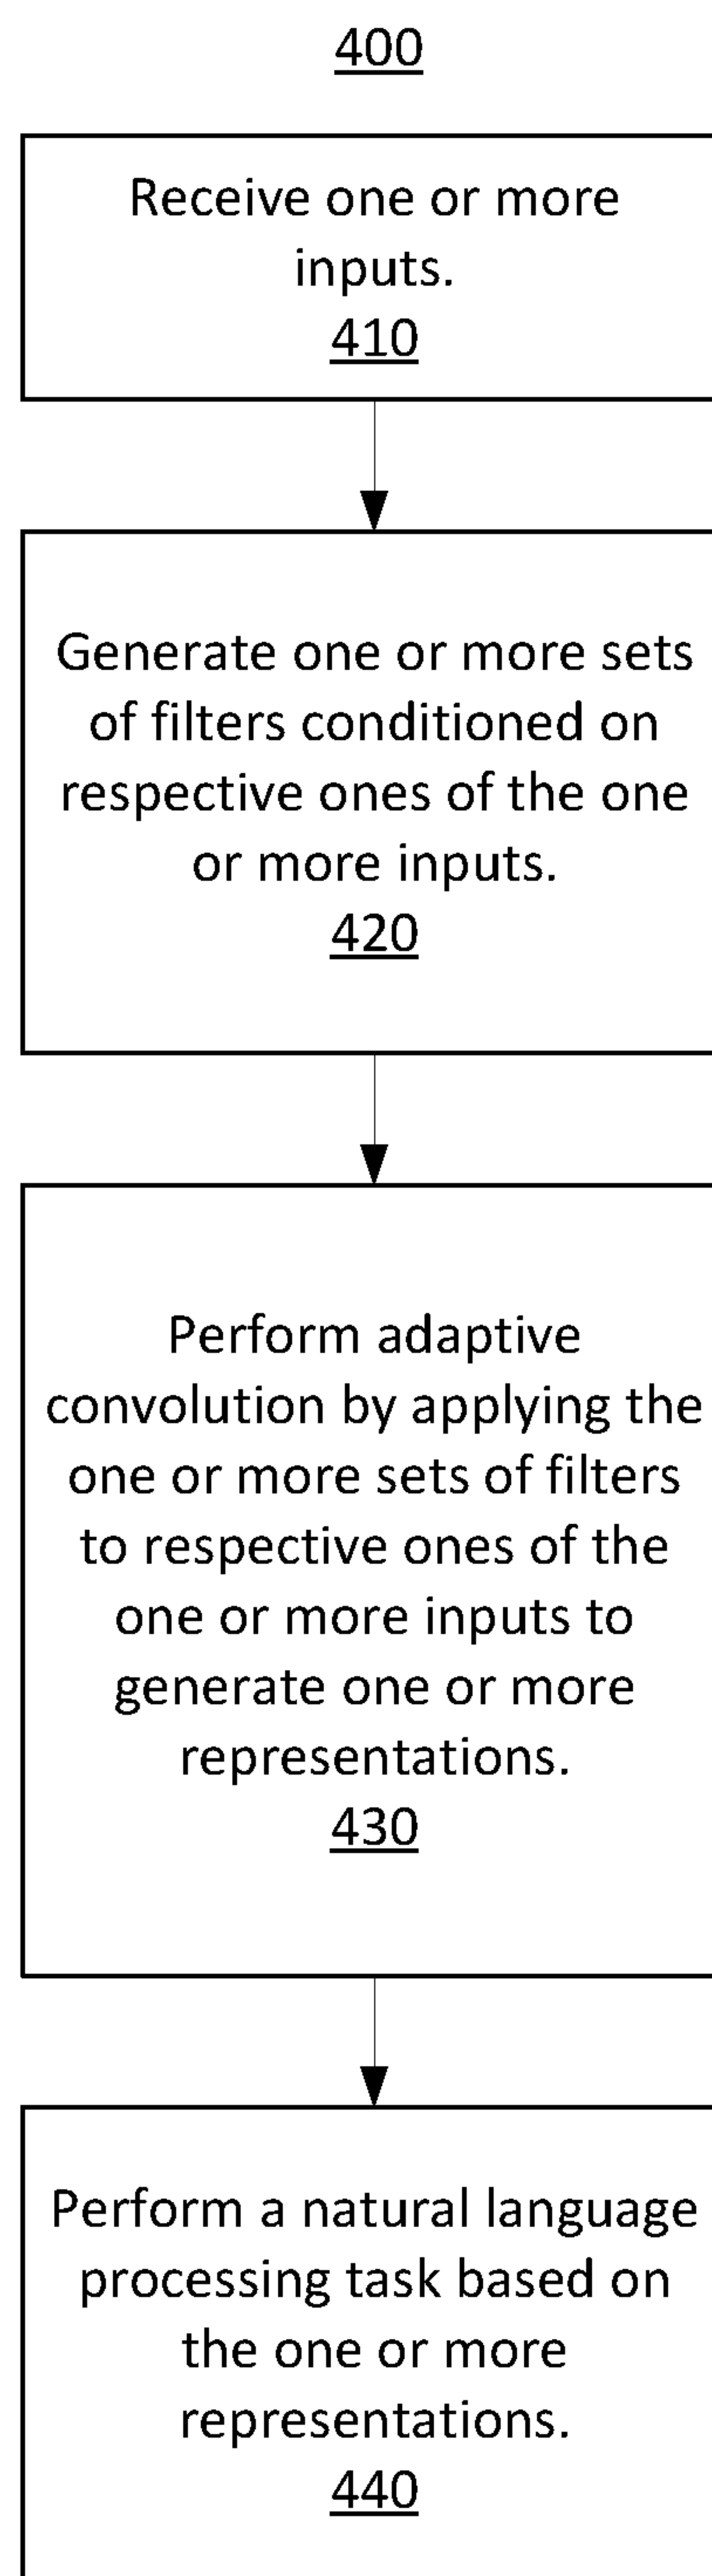 400
Receive one or more
inputs.
410
Generate one or more sets
of filters conditioned on
respective ones of the one
or more inputs.
420
Perform adaptive
convolution by applying the
one or more sets of filters
to respective ones of the
one or more inputs to
generate one or more
representations.
430
Perform a natural language
processing task based on
the one or more
representations.
440